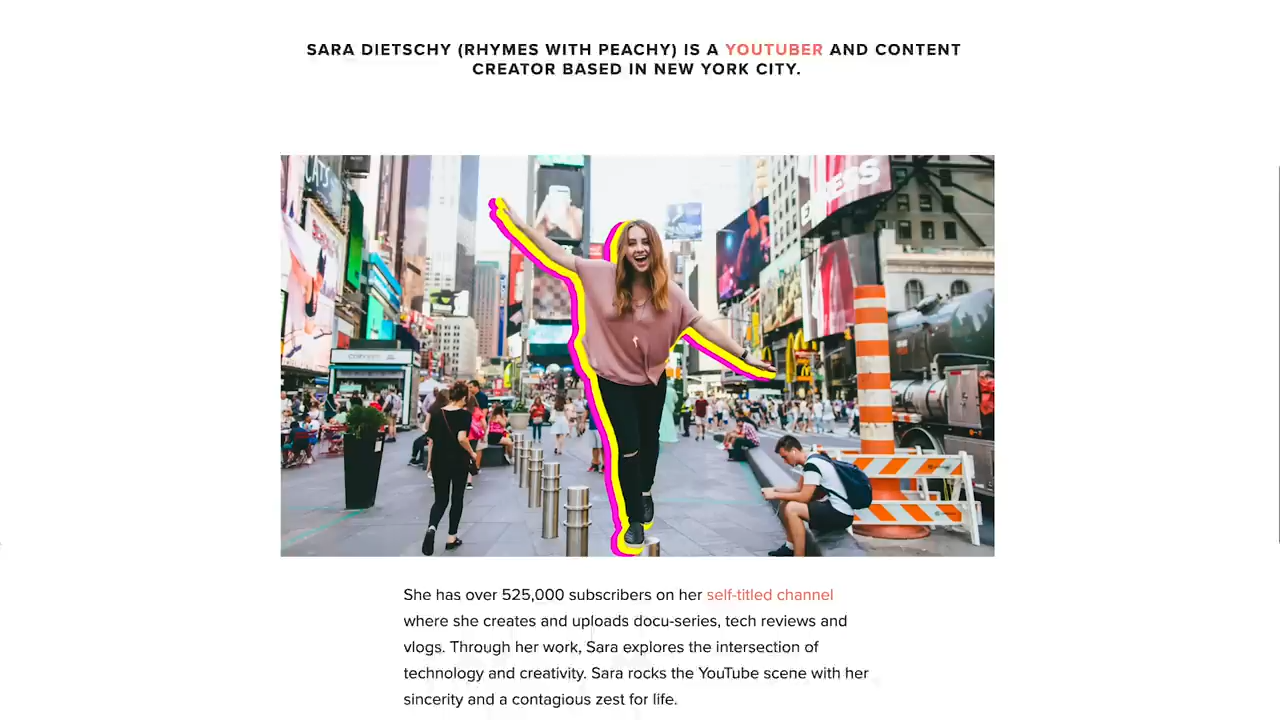 SARA DIETSCHY (RHYMES WITH PEACHY) IS A YOUTUBER AND CONTENT
CREATOR BASED IN NEW YORK CITY.
CATS
EXPRESS
She has over 525,000 subscribers on her self-titled channel
where she creates and uploads docu-series, tech reviews and
vlogs. Through her work, Sara explores the intersection of
technology and creativity. Sara rocks the YouTube scene with her
sincerity and a contagious zest for life.